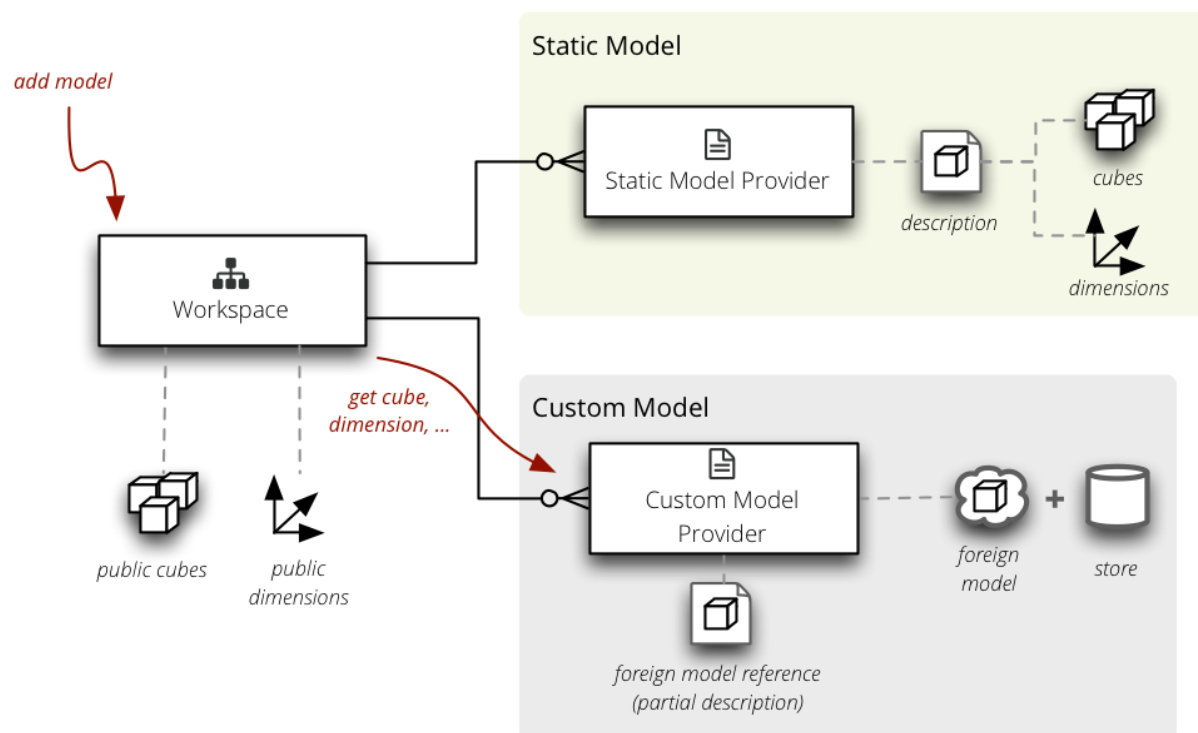 Static Model
add model
Static Model Provider
cubes
description
dimensions
Workspace
get cube,
dimension, ...
Custom Model
Custom Model
Provider
public cubes
public
dimensions
foreign
model
+
store
foreign model reference
(partial description)